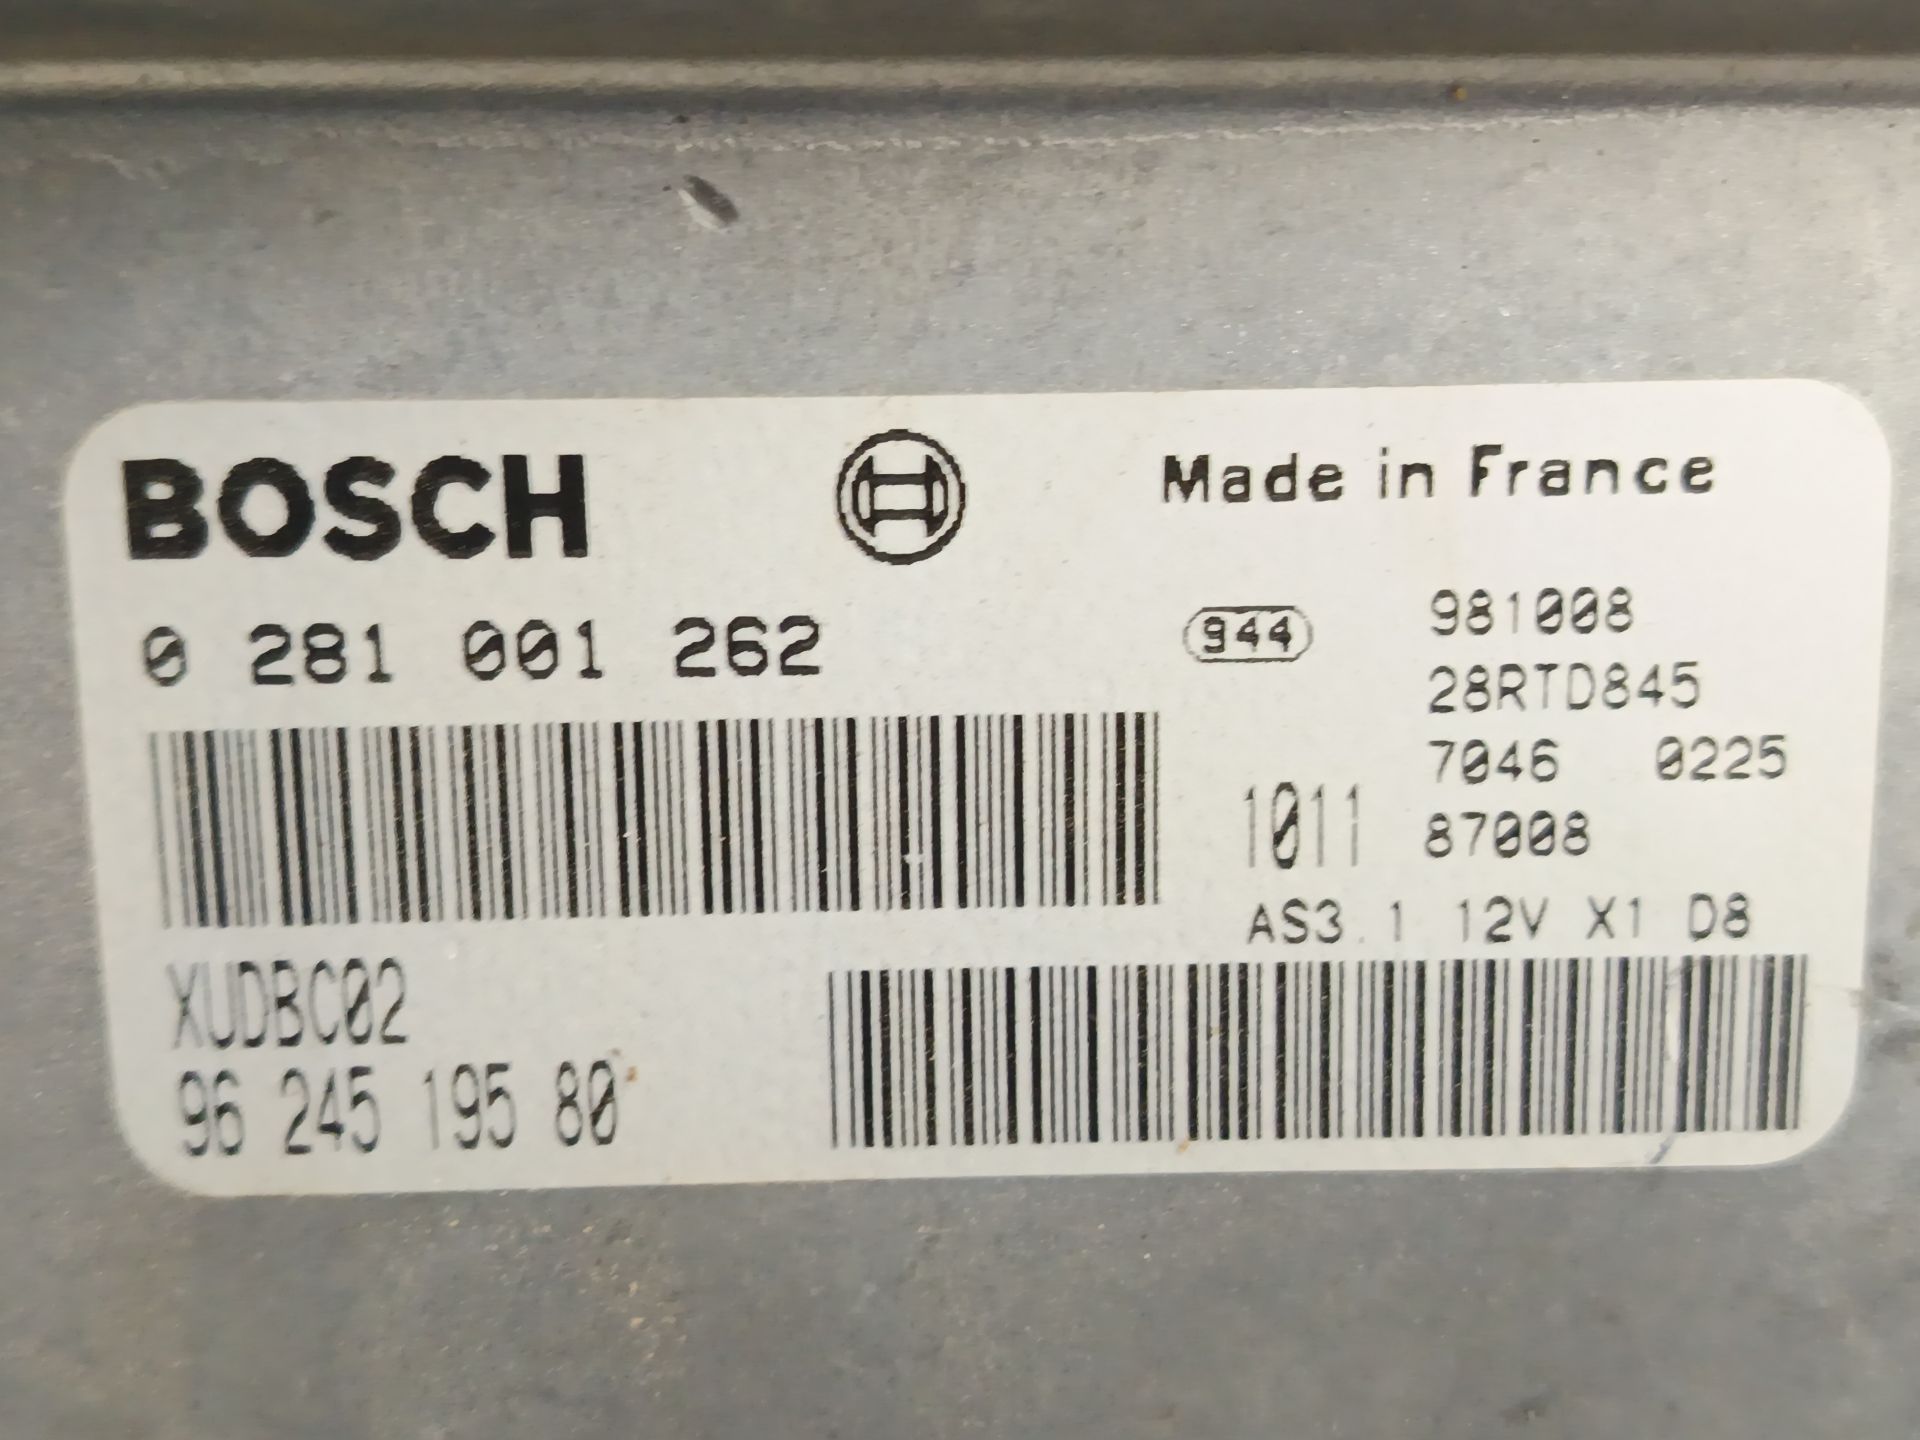 BOSCH
Made in France
0 281 001 262
944
981008
28RTD845
7046 0225
1011
87008
AS3.1 12V X1 D8
XUDBC02
96 245 195 80